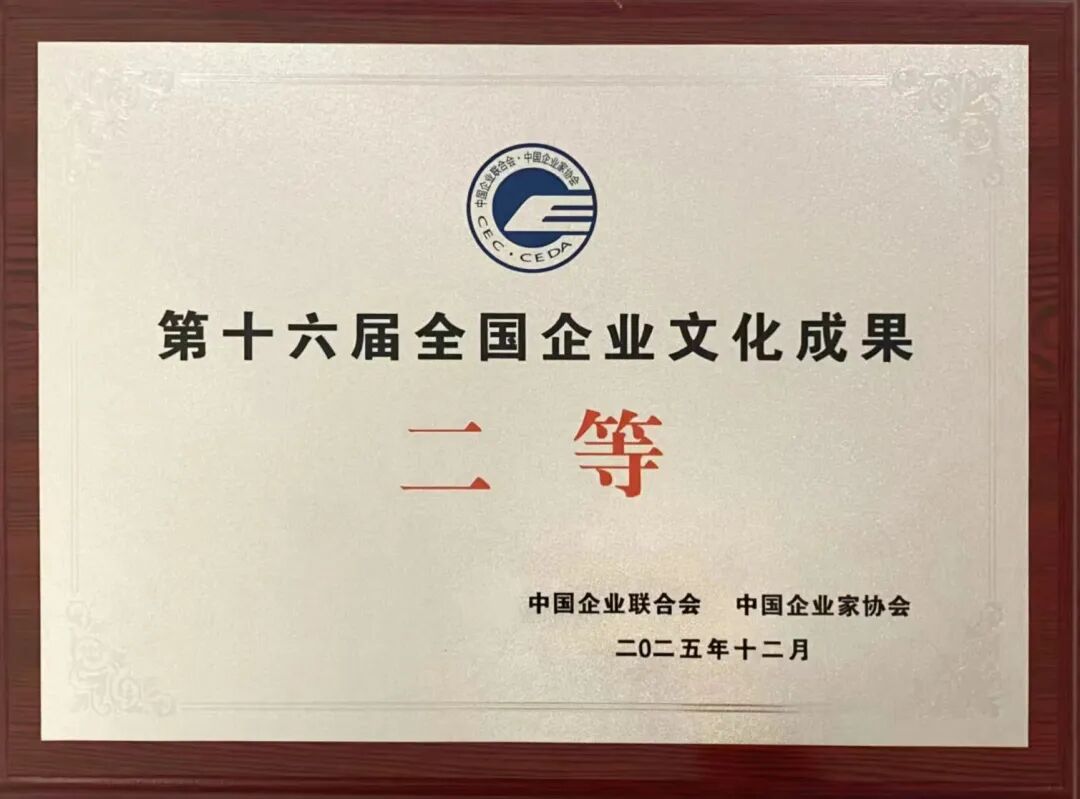 中国企业联合会·中国企业家协会
CEC·CEDA
第十六届全国企业文化成果
二 等
中国企业联合会 中国企业家协会
二0二五年十二月